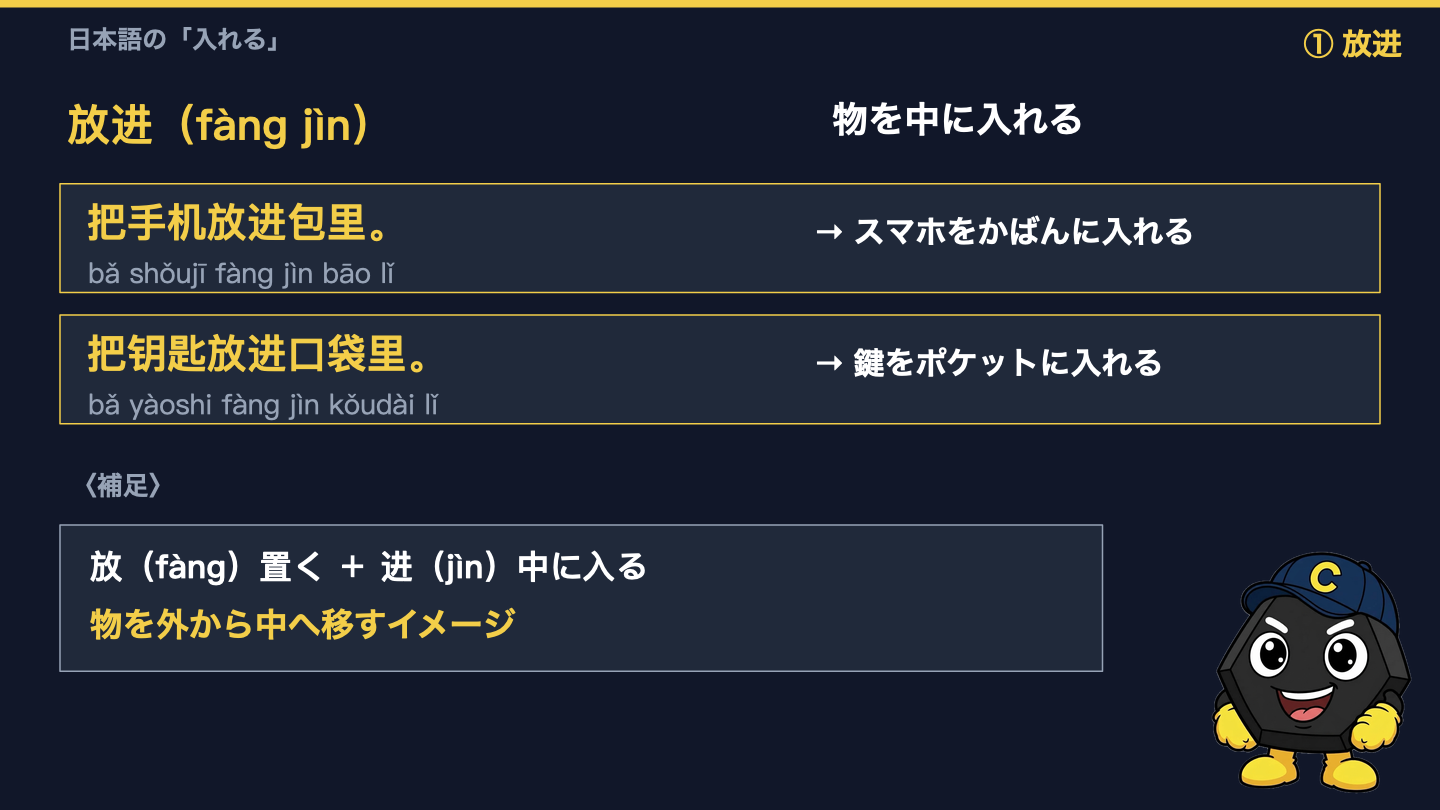 日本語の「入れる」
① 放进
放进（fàng jìn）
物を中に入れる
把手机放进包里。
bǎ shǒujī fàng jìn bāo lǐ
→ スマホをかばんに入れる
把钥匙放进口袋里。
bǎ yàoshi fàng jìn kǒudài lǐ
→ 鍵をポケットに入れる
〈補足〉
放（fàng）置く ＋ 进（jìn）中に入る
物を外から中へ移すイメージ
C